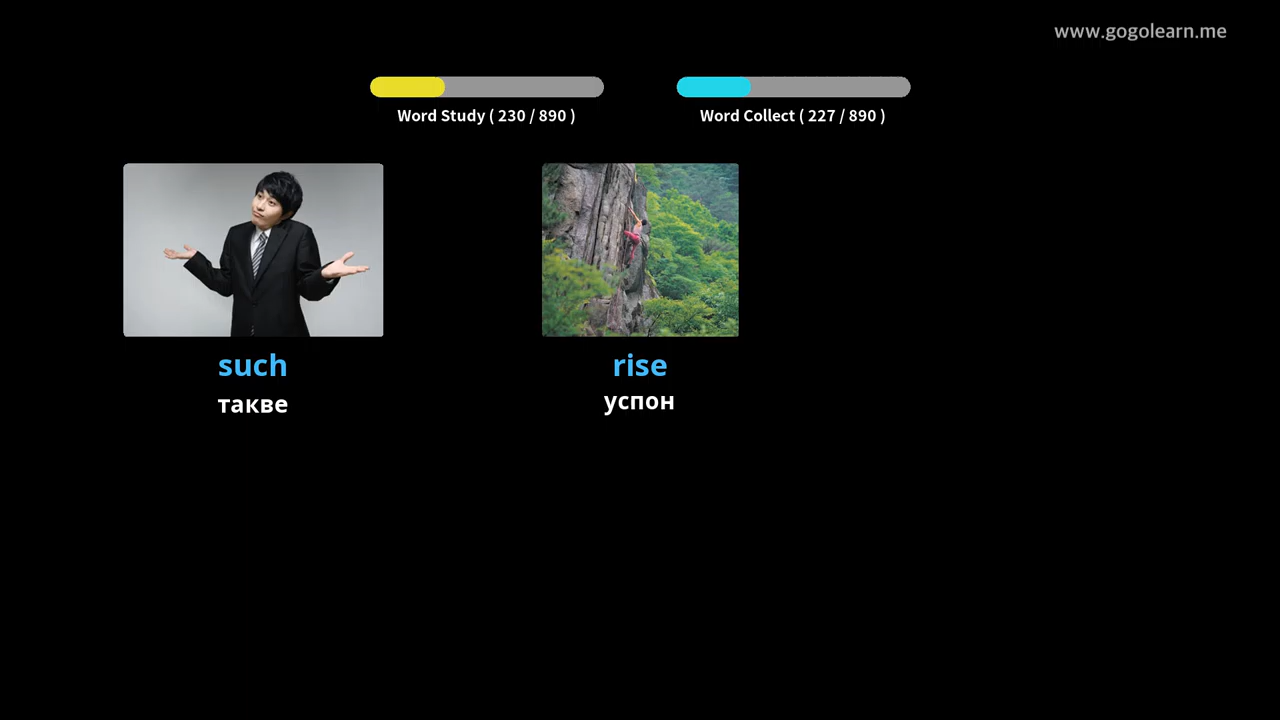 www.gogolearn.me
Word Study ( 230 / 890 )
Word Collect ( 227 / 890 )
such
такве
rise
успон